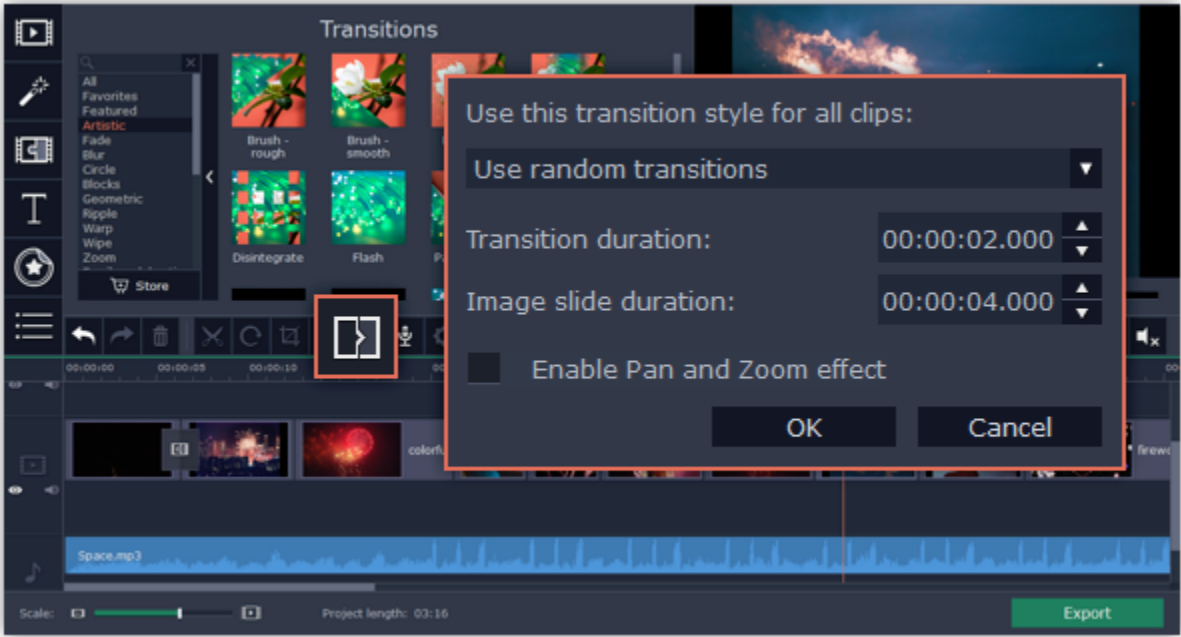 Transitions
All
Favorites
Featured
Artistic
Fade
Blur
Circle
Blocks
Geometric
Ripple
Warp
Wipe
Zoom
Store
Brush -
rough
Brush -
smooth
Disintegrate
Flash
Use this transition style for all clips:
Use random transitions
Transition duration:
00:00:02.000
Image slide duration:
00:00:04.000
Enable Pan and Zoom effect
OK
Cancel
T
00:00:00
00:00:05
00:00:10
Space.mp3
Scale:
Project length: 03:16
Export